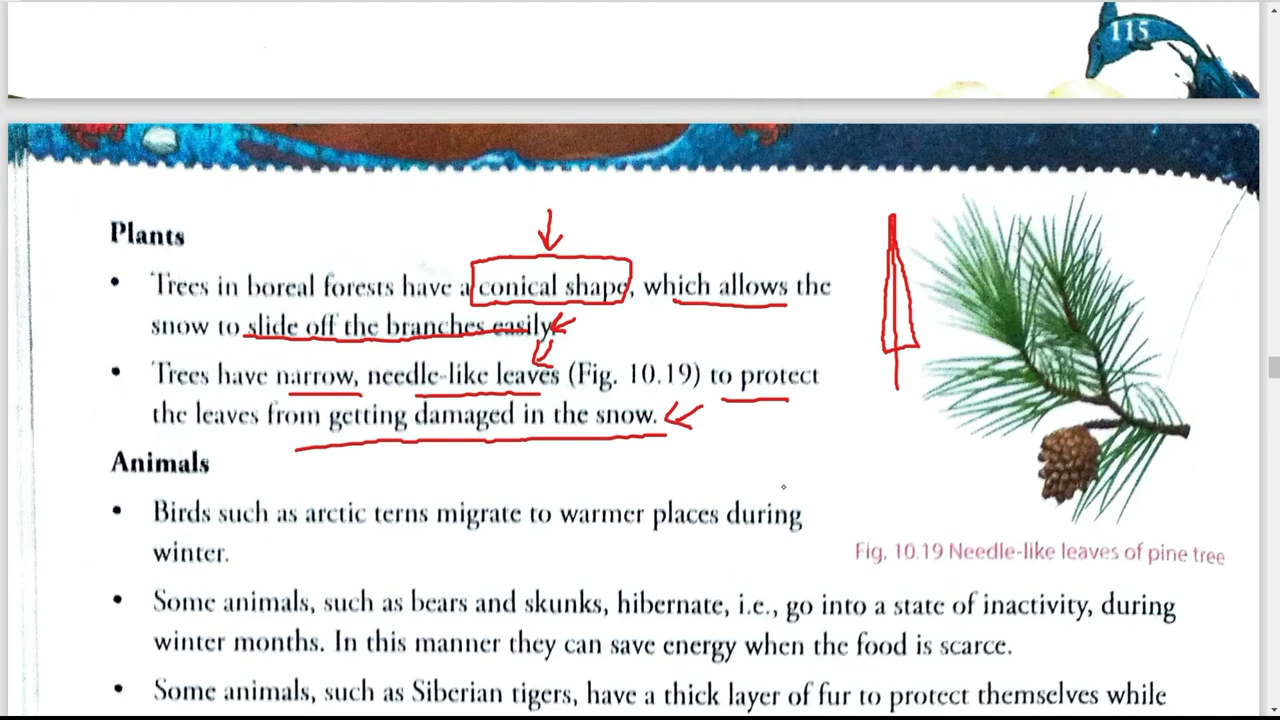 115
Plants
• Trees in boreal forests have a conical shape, which allows the
snow to slide off the branches easily.
• Trees have narrow, needle-like leaves (Fig. 10.19) to protect
the leaves from getting damaged in the snow.
Animals
• Birds such as arctic terns migrate to warmer places during
winter.
Fig. 10.19 Needle-like leaves of pine tree
• Some animals, such as bears and skunks, hibernate, i.e., go into a state of inactivity, during
winter months. In this manner they can save energy when the food is scarce.
• Some animals, such as Siberian tigers, have a thick layer of fur to protect themselves while